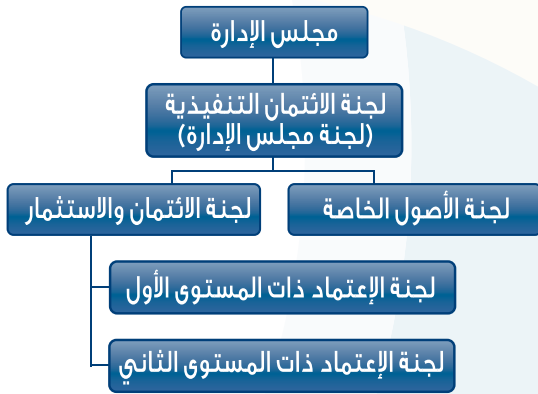 مجلس الإدارة
لجنة الائتمان التنفيذية
(لجنة مجلس الإدارة)
لجنة الأصول الخاصة
لجنة الائتمان والاستثمار
لجنة الإعتماد ذات المستوى الأول
لجنة الإعتماد ذات المستوى الثاني